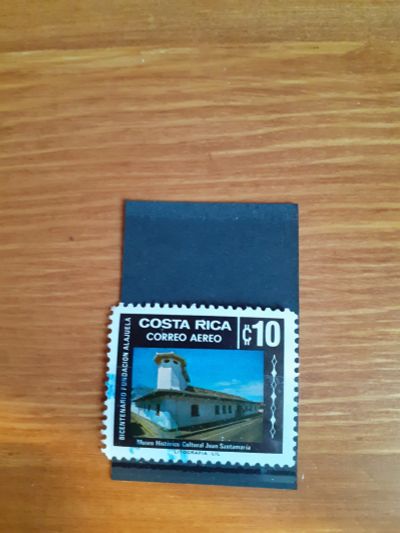 COSTA RICA
CORREO AEREO
₡10
BICENTENARIO FUNDACION ALAJUELA
Museo Histórico Cultural Juan Santamaría
LITOGRAFIA LIL